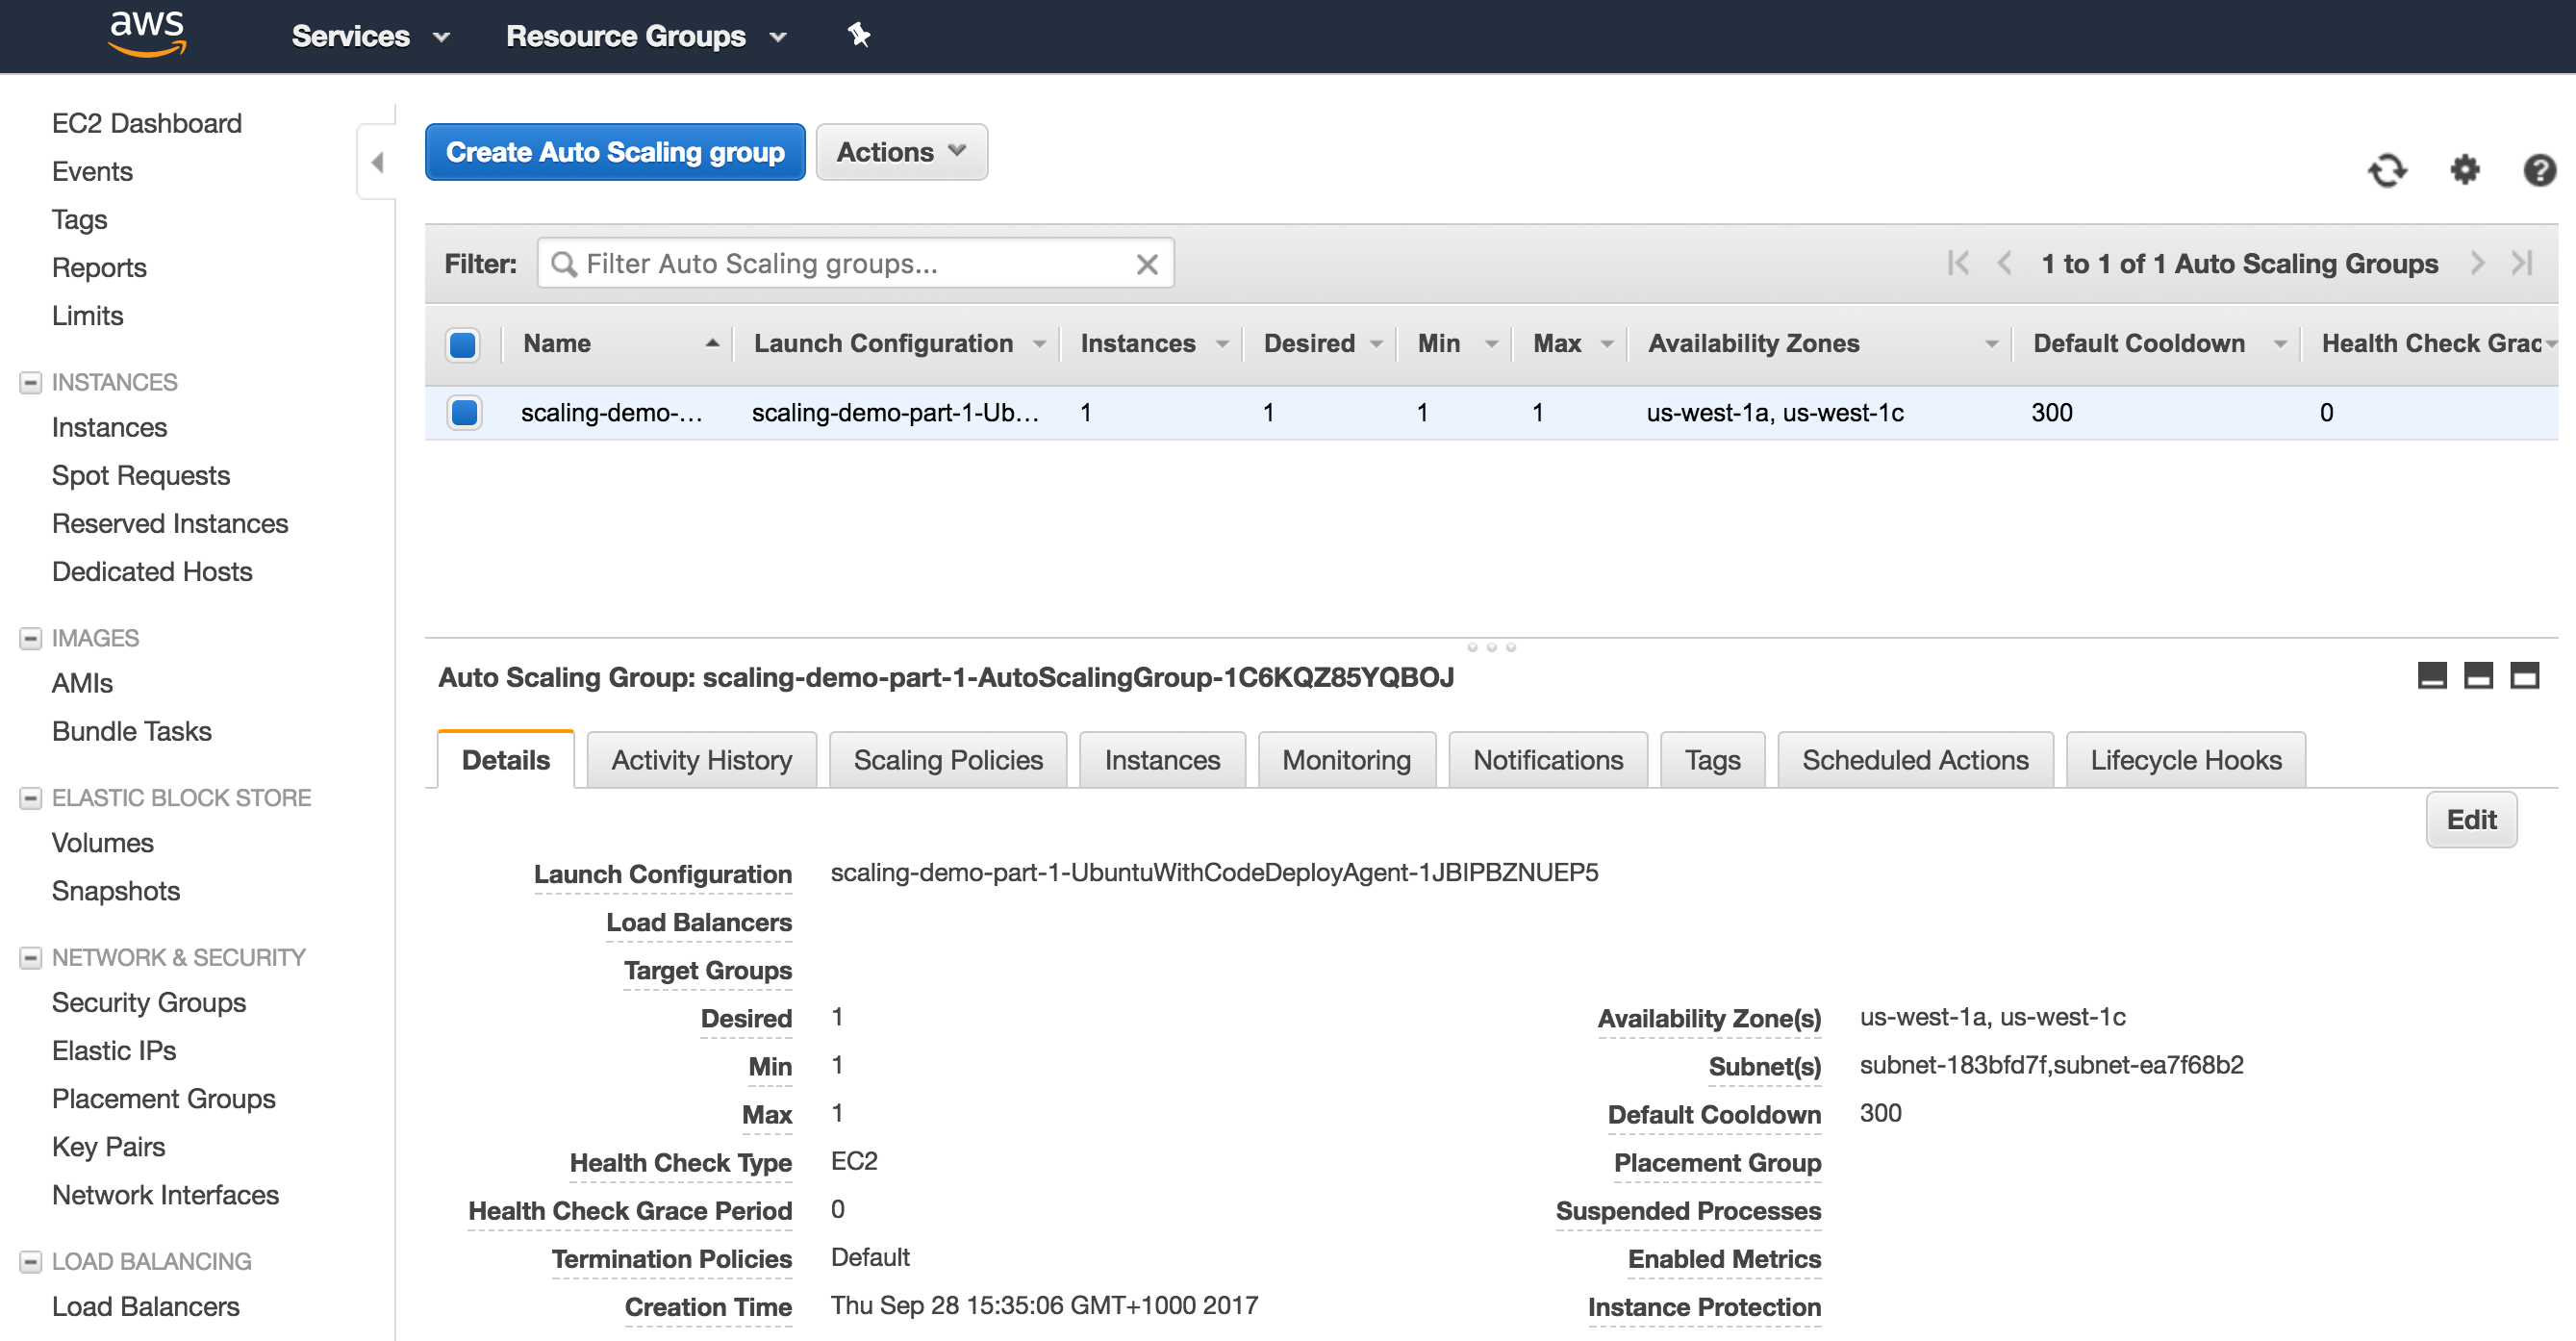 aws Services Resource Groups
EC2 Dashboard
Events
Tags
Reports
Limits
INSTANCES
Instances
Spot Requests
Reserved Instances
Dedicated Hosts
IMAGES
AMIs
Bundle Tasks
ELASTIC BLOCK STORE
Volumes
Snapshots
NETWORK & SECURITY
Security Groups
Elastic IPs
Placement Groups
Key Pairs
Network Interfaces
LOAD BALANCING
Load Balancers
Create Auto Scaling group Actions
Filter: Filter Auto Scaling groups... 1 to 1 of 1 Auto Scaling Groups
Name Launch Configuration Instances Desired Min Max Availability Zones Default Cooldown Health Check Grac
scaling-demo-... scaling-demo-part-1-Ub... 1 1 1 1 us-west-1a, us-west-1c 300 0
Auto Scaling Group: scaling-demo-part-1-AutoScalingGroup-1C6KQZ85YQBOJ
Details Activity History Scaling Policies Instances Monitoring Notifications Tags Scheduled Actions Lifecycle Hooks
Edit
Launch Configuration scaling-demo-part-1-UbuntuWithCodeDeployAgent-1JBIPBZNUEP5
Load Balancers
Target Groups
Desired 1 Availability Zone(s) us-west-1a, us-west-1c
Min 1 Subnet(s) subnet-183bfd7f,subnet-ea7f68b2
Max 1 Default Cooldown 300
Health Check Type EC2 Placement Group
Health Check Grace Period 0 Suspended Processes
Termination Policies Default Enabled Metrics
Creation Time Thu Sep 28 15:35:06 GMT+1000 2017 Instance Protection